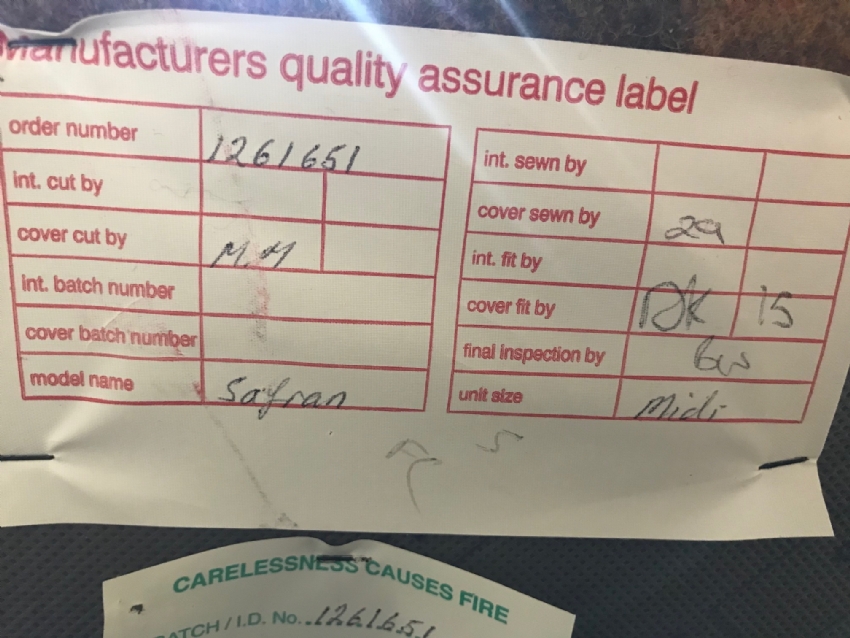 Manufacturers quality assurance label
order number 1261651
int. cut by
cover cut by M.M
int. batch number
cover batch number
model name Safran
int. sewn by
cover sewn by 29
int. fit by
cover fit by DK 15
final inspection by
unit size Midi
CARELESSNESS CAUSES FIRE
BATCH / I.D. No. 1261651